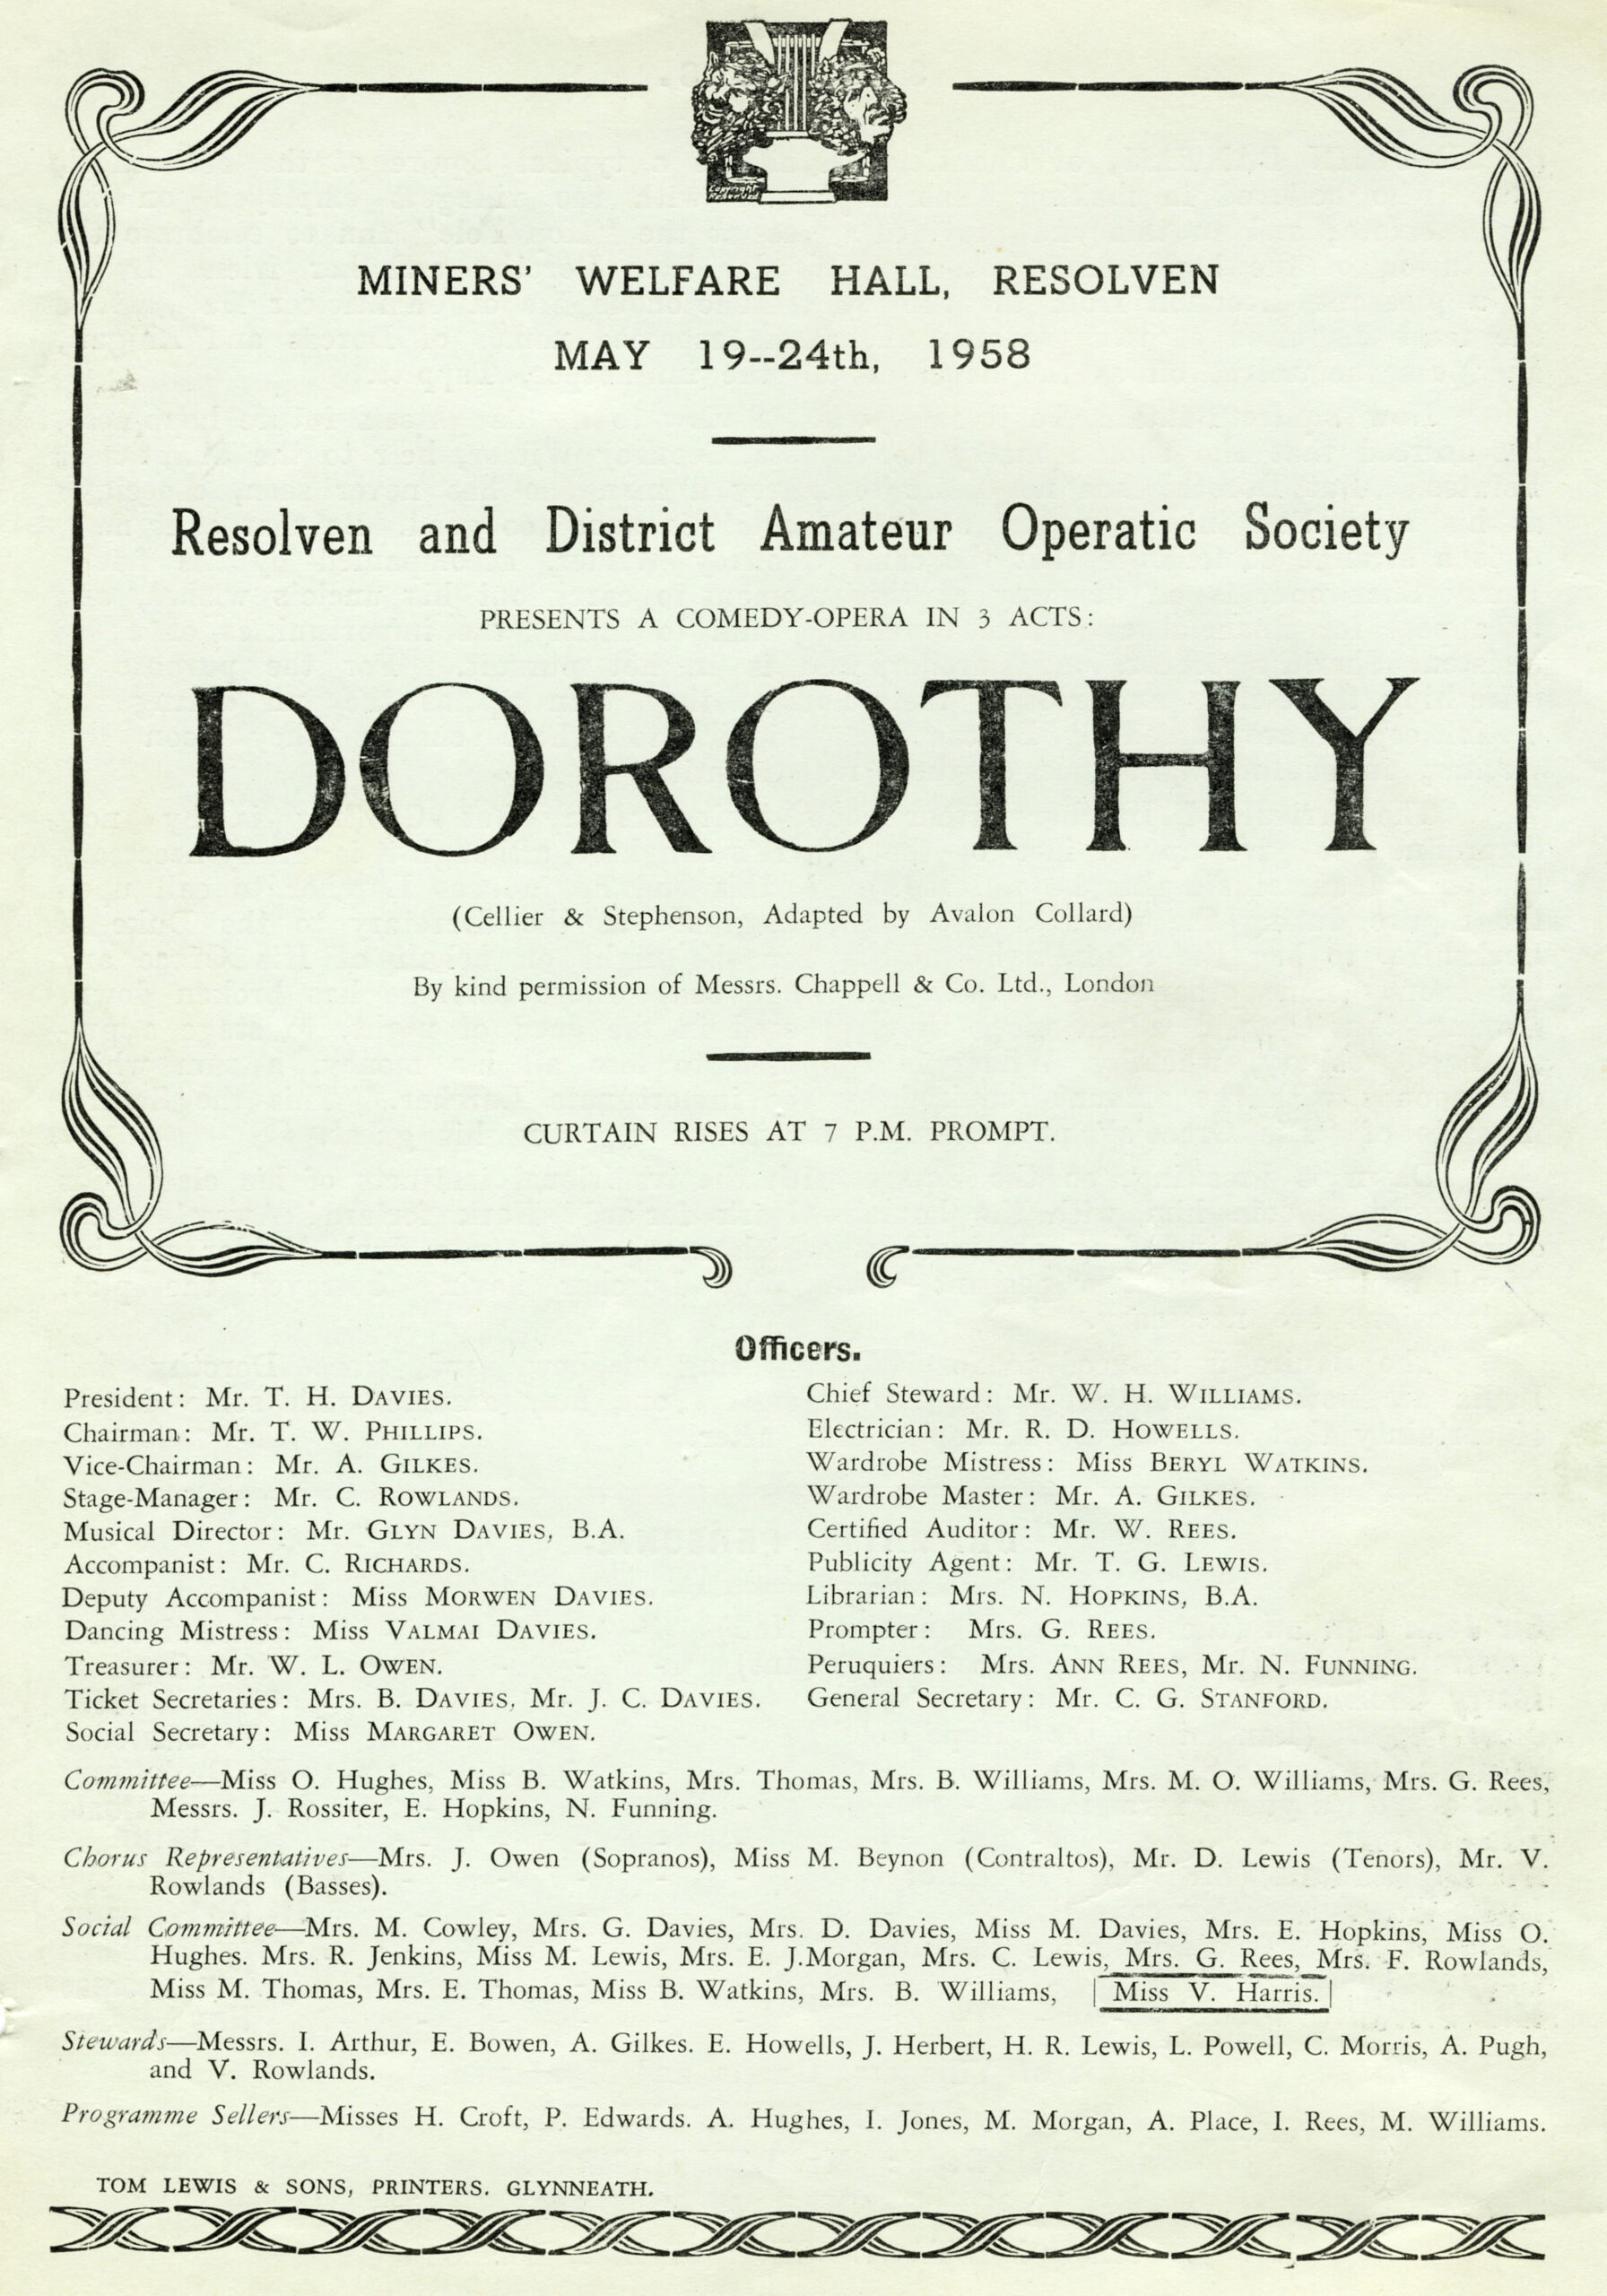 Copyright
Reserved
MINERS' WELFARE HALL, RESOLVEN
MAY 19--24th, 1958
Resolven and District Amateur Operatic Society
PRESENTS A COMEDY-OPERA IN 3 ACTS:
DOROTHY
(Cellier & Stephenson, Adapted by Avalon Collard)
By kind permission of Messrs. Chappell & Co. Ltd., London
CURTAIN RISES AT 7 P.M. PROMPT.
Officers.
President: Mr. T. H. DAVIES.
Chairman: Mr. T. W. PHILLIPS.
Vice-Chairman: Mr. A. GILKES.
Stage-Manager: Mr. C. ROWLANDS.
Musical Director: Mr. GLYN DAVIES, B.A.
Accompanist: Mr. C. RICHARDS.
Deputy Accompanist: Miss MORWEN DAVIES.
Dancing Mistress: Miss VALMAI DAVIES.
Treasurer: Mr. W. L. OWEN.
Ticket Secretaries: Mrs. B. DAVIES, Mr. J. C. DAVIES.
Social Secretary: Miss MARGARET OWEN.
Chief Steward: Mr. W. H. WILLIAMS.
Electrician: Mr. R. D. HOWELLS.
Wardrobe Mistress: Miss BERYL WATKINS.
Wardrobe Master: Mr. A. GILKES.
Certified Auditor: Mr. W. REES.
Publicity Agent: Mr. T. G. LEWIS.
Librarian: Mrs. N. HOPKINS, B.A.
Prompter: Mrs. G. REES.
Peruquiers: Mrs. ANN REES, Mr. N. FUNNING.
General Secretary: Mr. C. G. STANFORD.
Committee—Miss O. Hughes, Miss B. Watkins, Mrs. Thomas, Mrs. B. Williams, Mrs. M. O. Williams, Mrs. G. Rees,
Messrs. J. Rossiter, E. Hopkins, N. Funning.
Chorus Representatives—Mrs. J. Owen (Sopranos), Miss M. Beynon (Contraltos), Mr. D. Lewis (Tenors), Mr. V.
Rowlands (Basses).
Social Committee—Mrs. M. Cowley, Mrs. G. Davies, Mrs. D. Davies, Miss M. Davies, Mrs. E. Hopkins, Miss O.
Hughes. Mrs. R. Jenkins, Miss M. Lewis, Mrs. E. J.Morgan, Mrs. C. Lewis, Mrs. G. Rees, Mrs. F. Rowlands,
Miss M. Thomas, Mrs. E. Thomas, Miss B. Watkins, Mrs. B. Williams, Miss V. Harris.
Stewards—Messrs. I. Arthur, E. Bowen, A. Gilkes. E. Howells, J. Herbert, H. R. Lewis, L. Powell, C. Morris, A. Pugh,
and V. Rowlands.
Programme Sellers—Misses H. Croft, P. Edwards. A. Hughes, I. Jones, M. Morgan, A. Place, I. Rees, M. Williams.
TOM LEWIS & SONS, PRINTERS. GLYNNEATH.